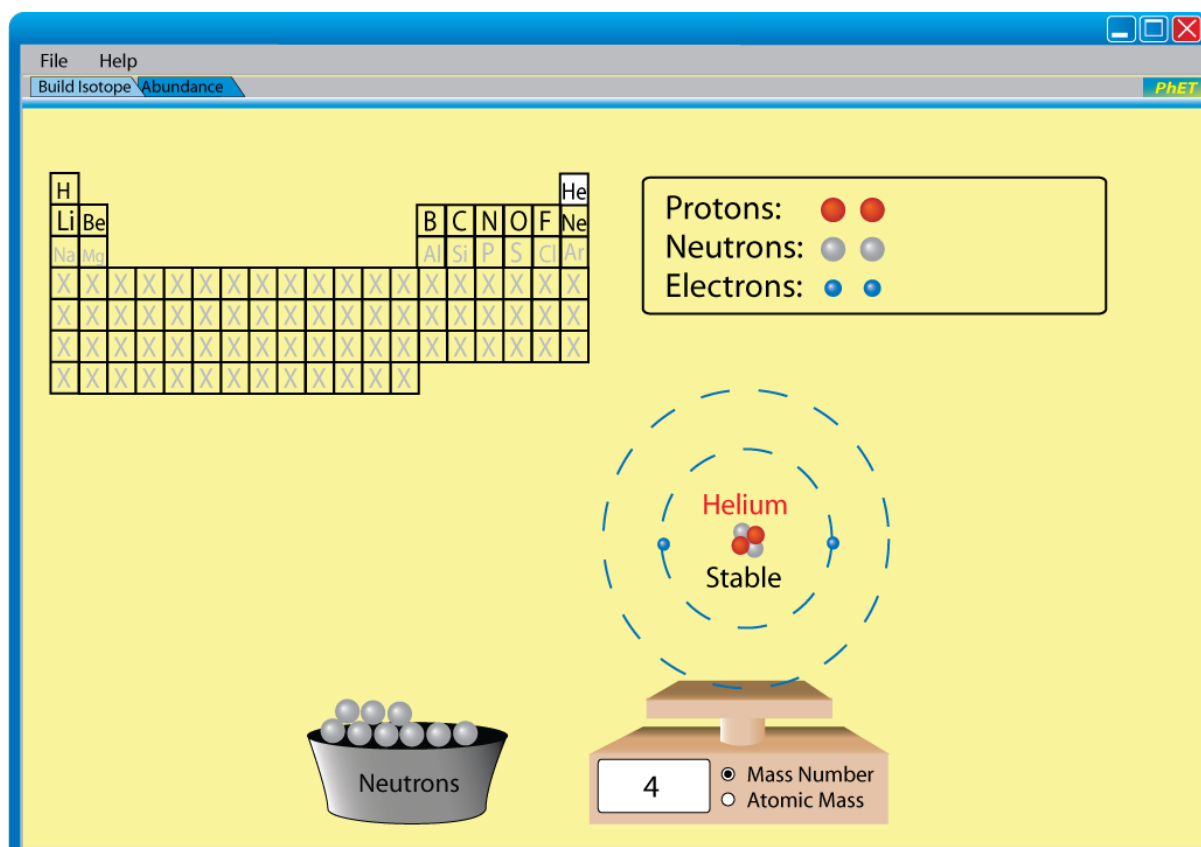 File Help
Build Isotope Abundance
PhET
H He
Li Be B C N O F Ne
Na Mg Al Si P S Cl Ar
X X X X X X X X X X X X X X X X X X X
X X X X X X X X X X X X X X X X X X X
X X X X X X X X X X X X X X X X X X X
X X X X X X X X X X X X X
Protons:
Neutrons:
Electrons:
Helium
Stable
Neutrons
4
Mass Number
Atomic Mass